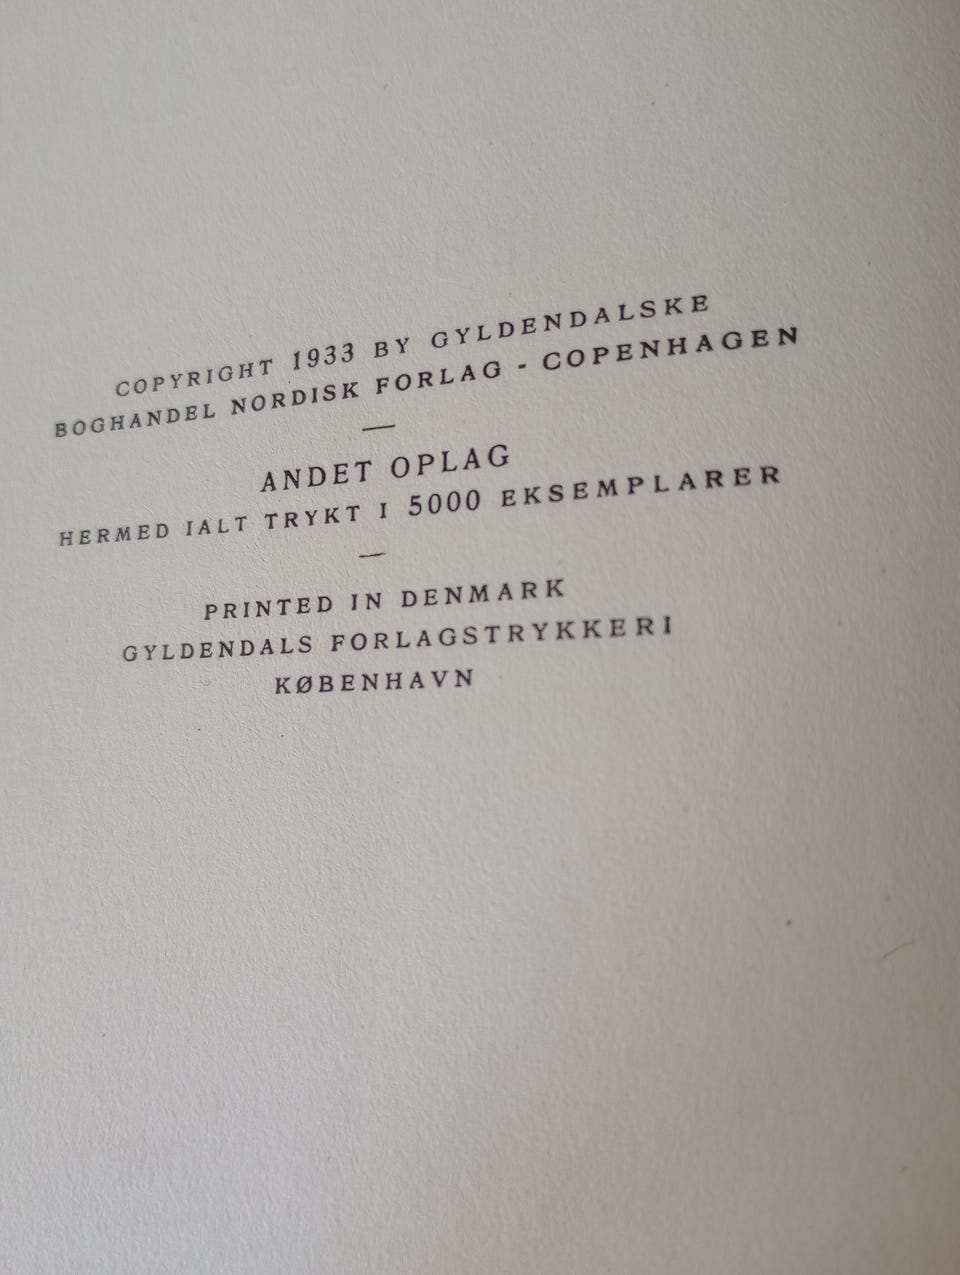 COPYRIGHT 1933 BY GYLDENDALSKE
BOGHANDEL NORDISK FORLAG - COPENHAGEN
—
ANDET OPLAG
HERMED IALT TRYKT I 5000 EKSEMPLARER
—
PRINTED IN DENMARK
GYLDENDALS FORLAGSTRYKKERI
KØBENHAVN